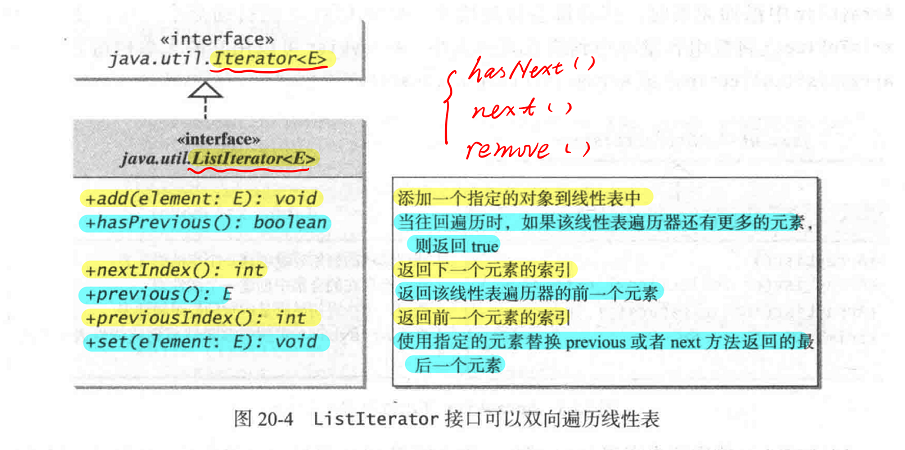 «interface»
java.util.Iterator<E>
hasNext()
next()
remove()
«interface»
java.util.ListIterator<E>
+add(element: E): void
+hasPrevious(): boolean
+nextIndex(): int
+previous(): E
+previousIndex(): int
+set(element: E): void
添加一个指定的对象到线性表中
当往回遍历时，如果该线性表遍历器还有更多的元素，
则返回 true
返回下一个元素的索引
返回该线性表遍历器的前一个元素
返回前一个元素的索引
使用指定的元素替换 previous 或者 next 方法返回的最
后一个元素
图 20-4 ListIterator 接口可以双向遍历线性表